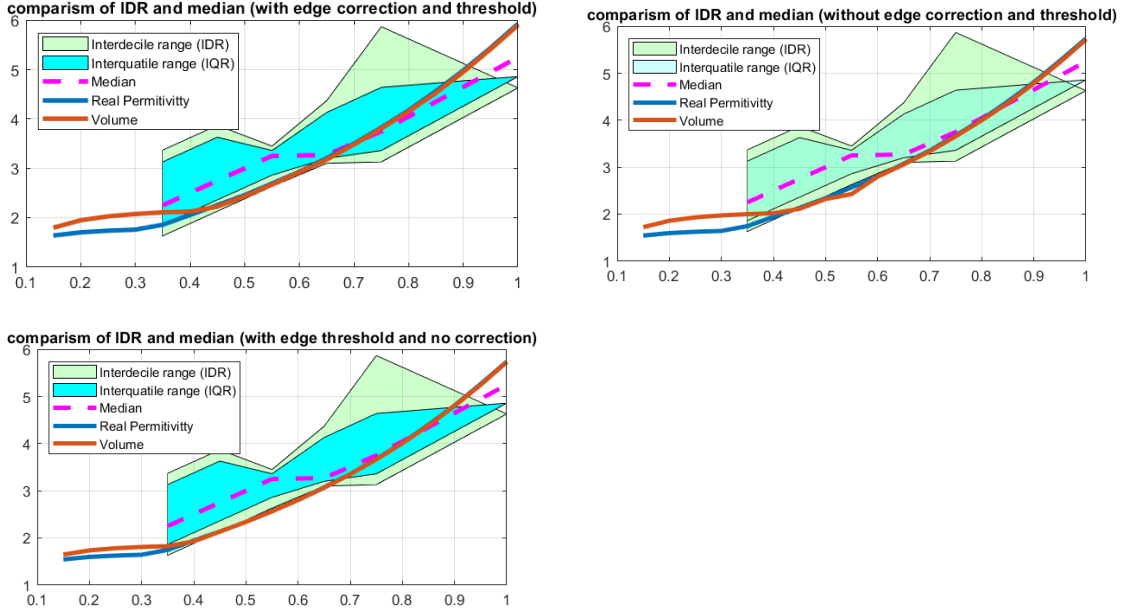 comparism of IDR and median (with edge correction and threshold)
6
5
4
3
2
1
0.1 0.2 0.3 0.4 0.5 0.6 0.7 0.8 0.9 1
Interdecile range (IDR)
Interquatile range (IQR)
Median
Real Permitivitty
Volume
comparism of IDR and median (without edge correction and threshold)
6
5
4
3
2
1
0.1 0.2 0.3 0.4 0.5 0.6 0.7 0.8 0.9 1
Interdecile range (IDR)
Interquatile range (IQR)
Median
Real Permitivitty
Volume
comparism of IDR and median (with edge threshold and no correction)
6
5
4
3
2
1
0.1 0.2 0.3 0.4 0.5 0.6 0.7 0.8 0.9 1
Interdecile range (IDR)
Interquatile range (IQR)
Median
Real Permitivitty
Volume